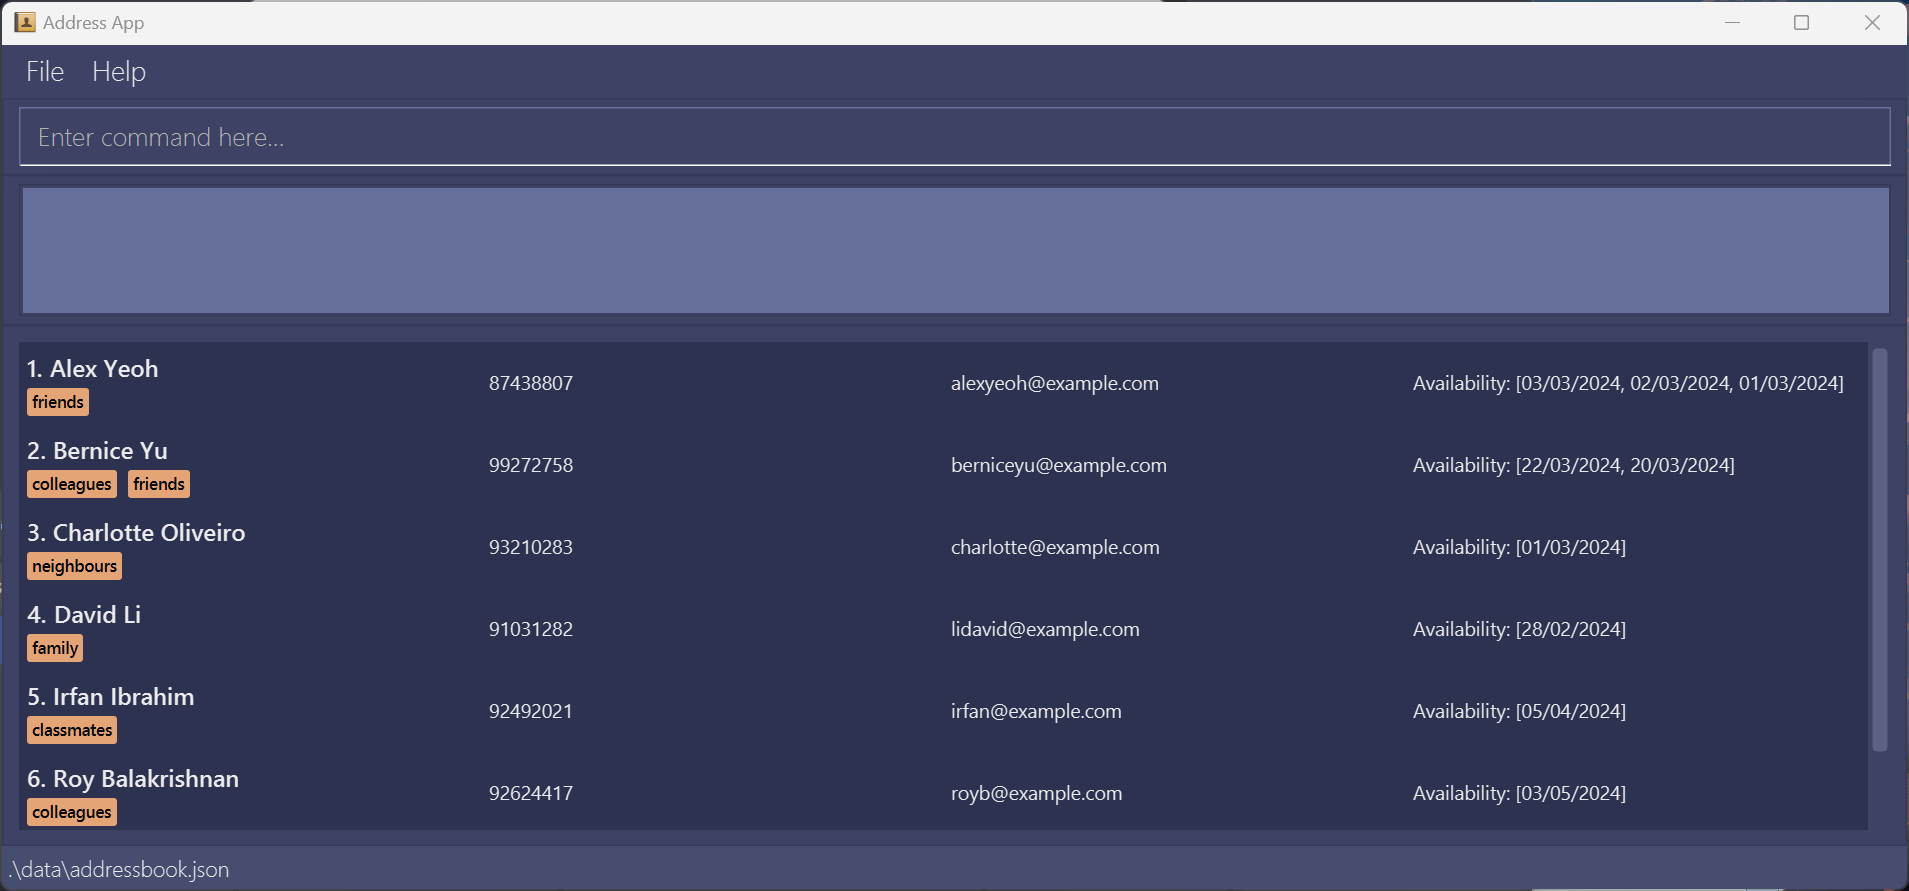 Address App
File Help
Enter command here...
1. Alex Yeoh
friends
87438807
alexyeoh@example.com
Availability: [03/03/2024, 02/03/2024, 01/03/2024]
2. Bernice Yu
colleagues friends
99272758
berniceyu@example.com
Availability: [22/03/2024, 20/03/2024]
3. Charlotte Oliveiro
neighbours
93210283
charlotte@example.com
Availability: [01/03/2024]
4. David Li
family
91031282
lidavid@example.com
Availability: [28/02/2024]
5. Irfan Ibrahim
classmates
92492021
irfan@example.com
Availability: [05/04/2024]
6. Roy Balakrishnan
colleagues
92624417
royb@example.com
Availability: [03/05/2024]
.\data\addressbook.json